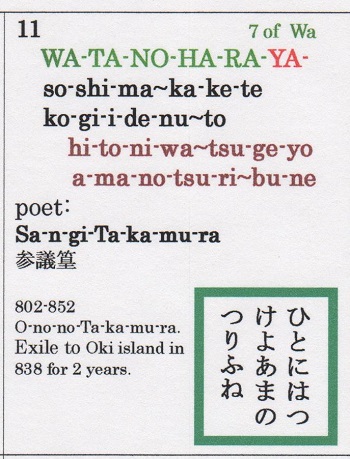 11
7 of Wa
WA-TA-NO-HA-RA-YA-
so-shi-ma~ka-ke-te
ko-gi-i-de-nu~to
hi-to-ni-wa~tsu-ge-yo
a-ma-no-tsu-ri~bu-ne
poet:
Sa-n-gi-Ta-ka-mu-ra
参議篁
802-852
O-no-no-Ta-ka-mu-ra.
Exile to Oki island in
838 for 2 years.
ひとにはつ
けよあまの
つりふね